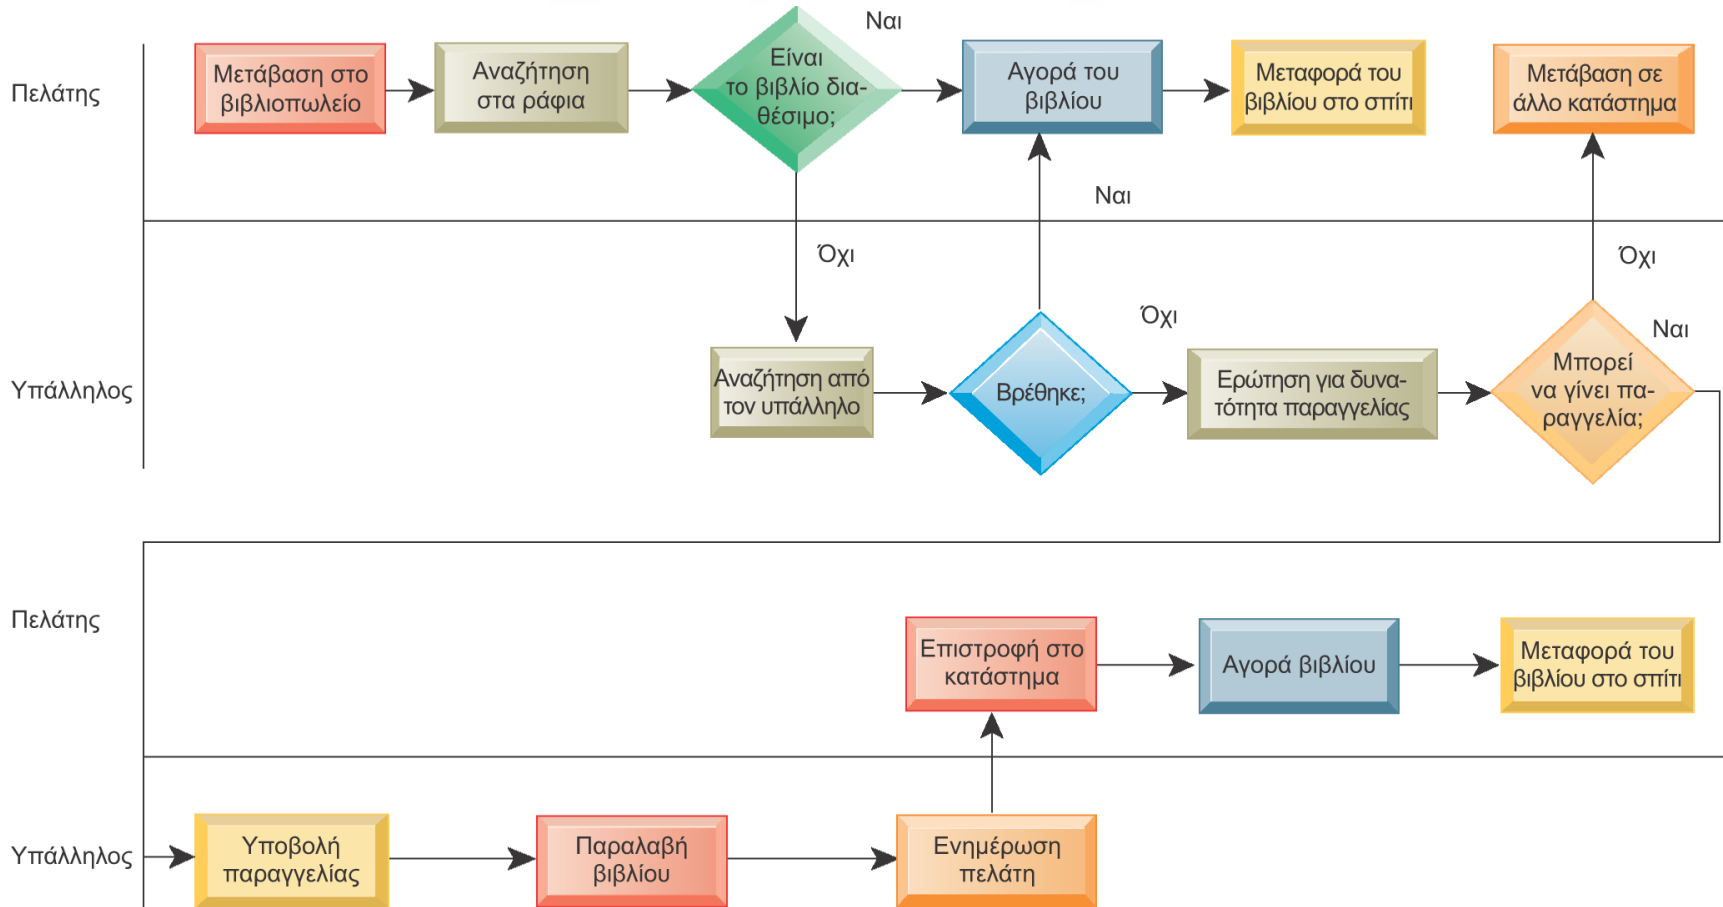 Ναι
Πελάτης
Μετάβαση στο
βιβλιοπωλείο
Αναζήτηση
στα ράφια
Είναι
το βιβλίο δια-
θέσιμο;
Αγορά του
βιβλίου
Μεταφορά του
βιβλίου στο σπίτι
Μετάβαση σε
άλλο κατάστημα
Ναι
Όχι
Όχι
Όχι
Ναι
Υπάλληλος
Αναζήτηση από
τον υπάλληλο
Βρέθηκε;
Ερώτηση για δυνα-
τότητα παραγγελίας
Μπορεί
να γίνει πα-
ραγγελία;
Πελάτης
Επιστροφή στο
κατάστημα
Αγορά βιβλίου
Μεταφορά του
βιβλίου στο σπίτι
Υπάλληλος
Υποβολή
παραγγελίας
Παραλαβή
βιβλίου
Ενημέρωση
πελάτη